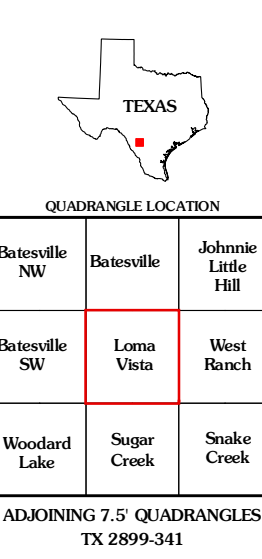 TEXAS
QUADRANGLE LOCATION
Batesville
NW
Batesville
Johnnie
Little
Hill
Batesville
SW
Loma
Vista
West
Ranch
Woodard
Lake
Sugar
Creek
Snake
Creek
ADJOINING 7.5' QUADRANGLES
TX 2899-341